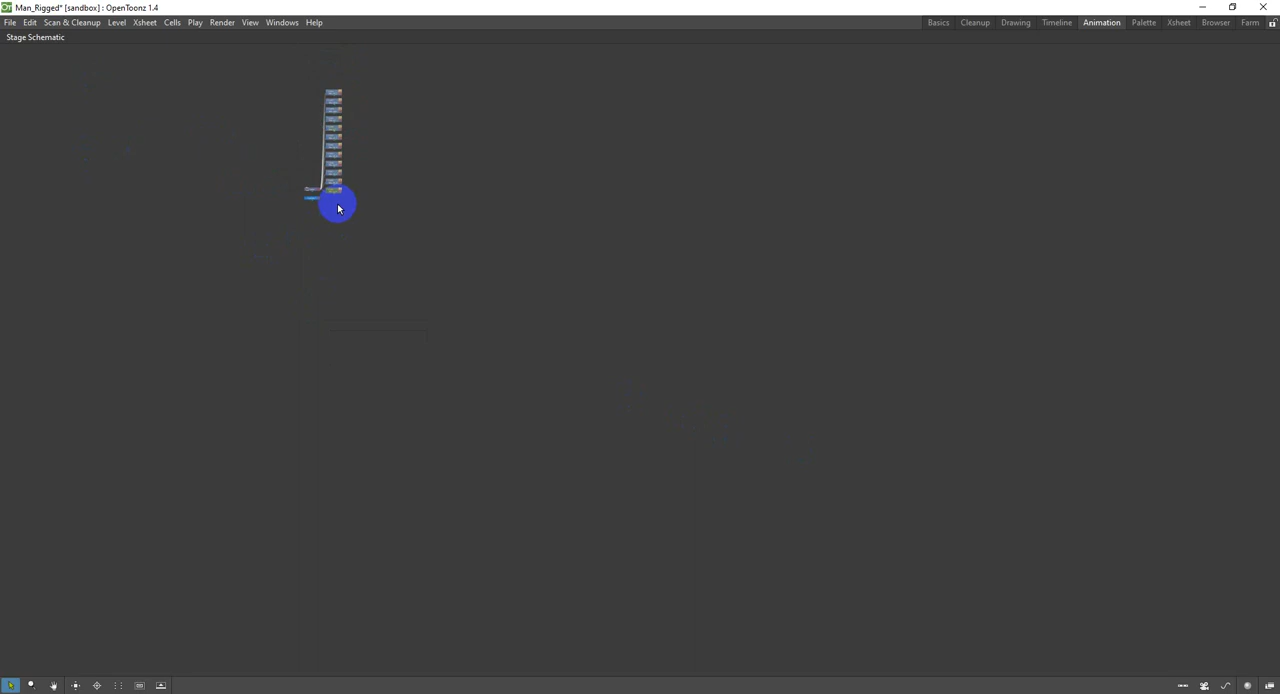 Man_Rigged* [sandbox] : OpenToonz 1.4
File Edit Scan & Cleanup Level Xsheet Cells Play Render View Windows Help
Basics Cleanup Drawing Timeline Animation Palette Xsheet Browser Farm
Stage Schematic